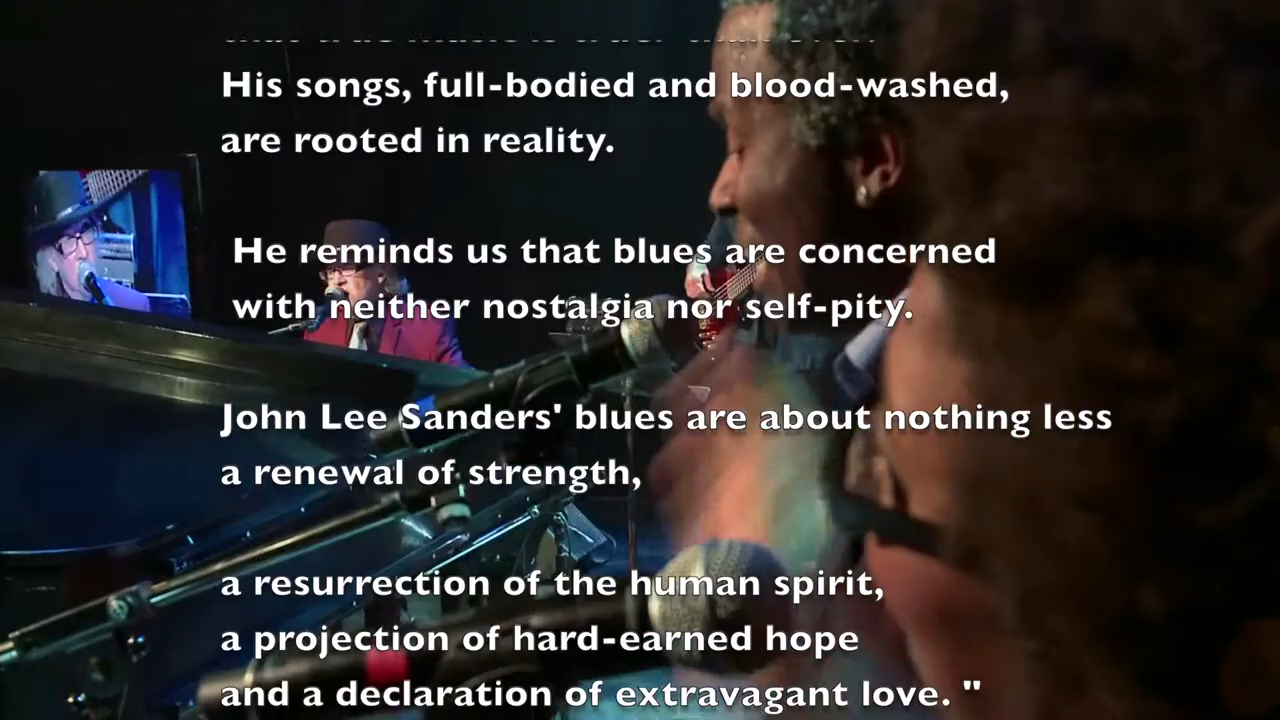 His songs, full-bodied and blood-washed,
are rooted in reality.
He reminds us that blues are concerned
with neither nostalgia nor self-pity.
John Lee Sanders' blues are about nothing less
a renewal of strength,
a resurrection of the human spirit,
a projection of hard-earned hope
and a declaration of extravagant love. "